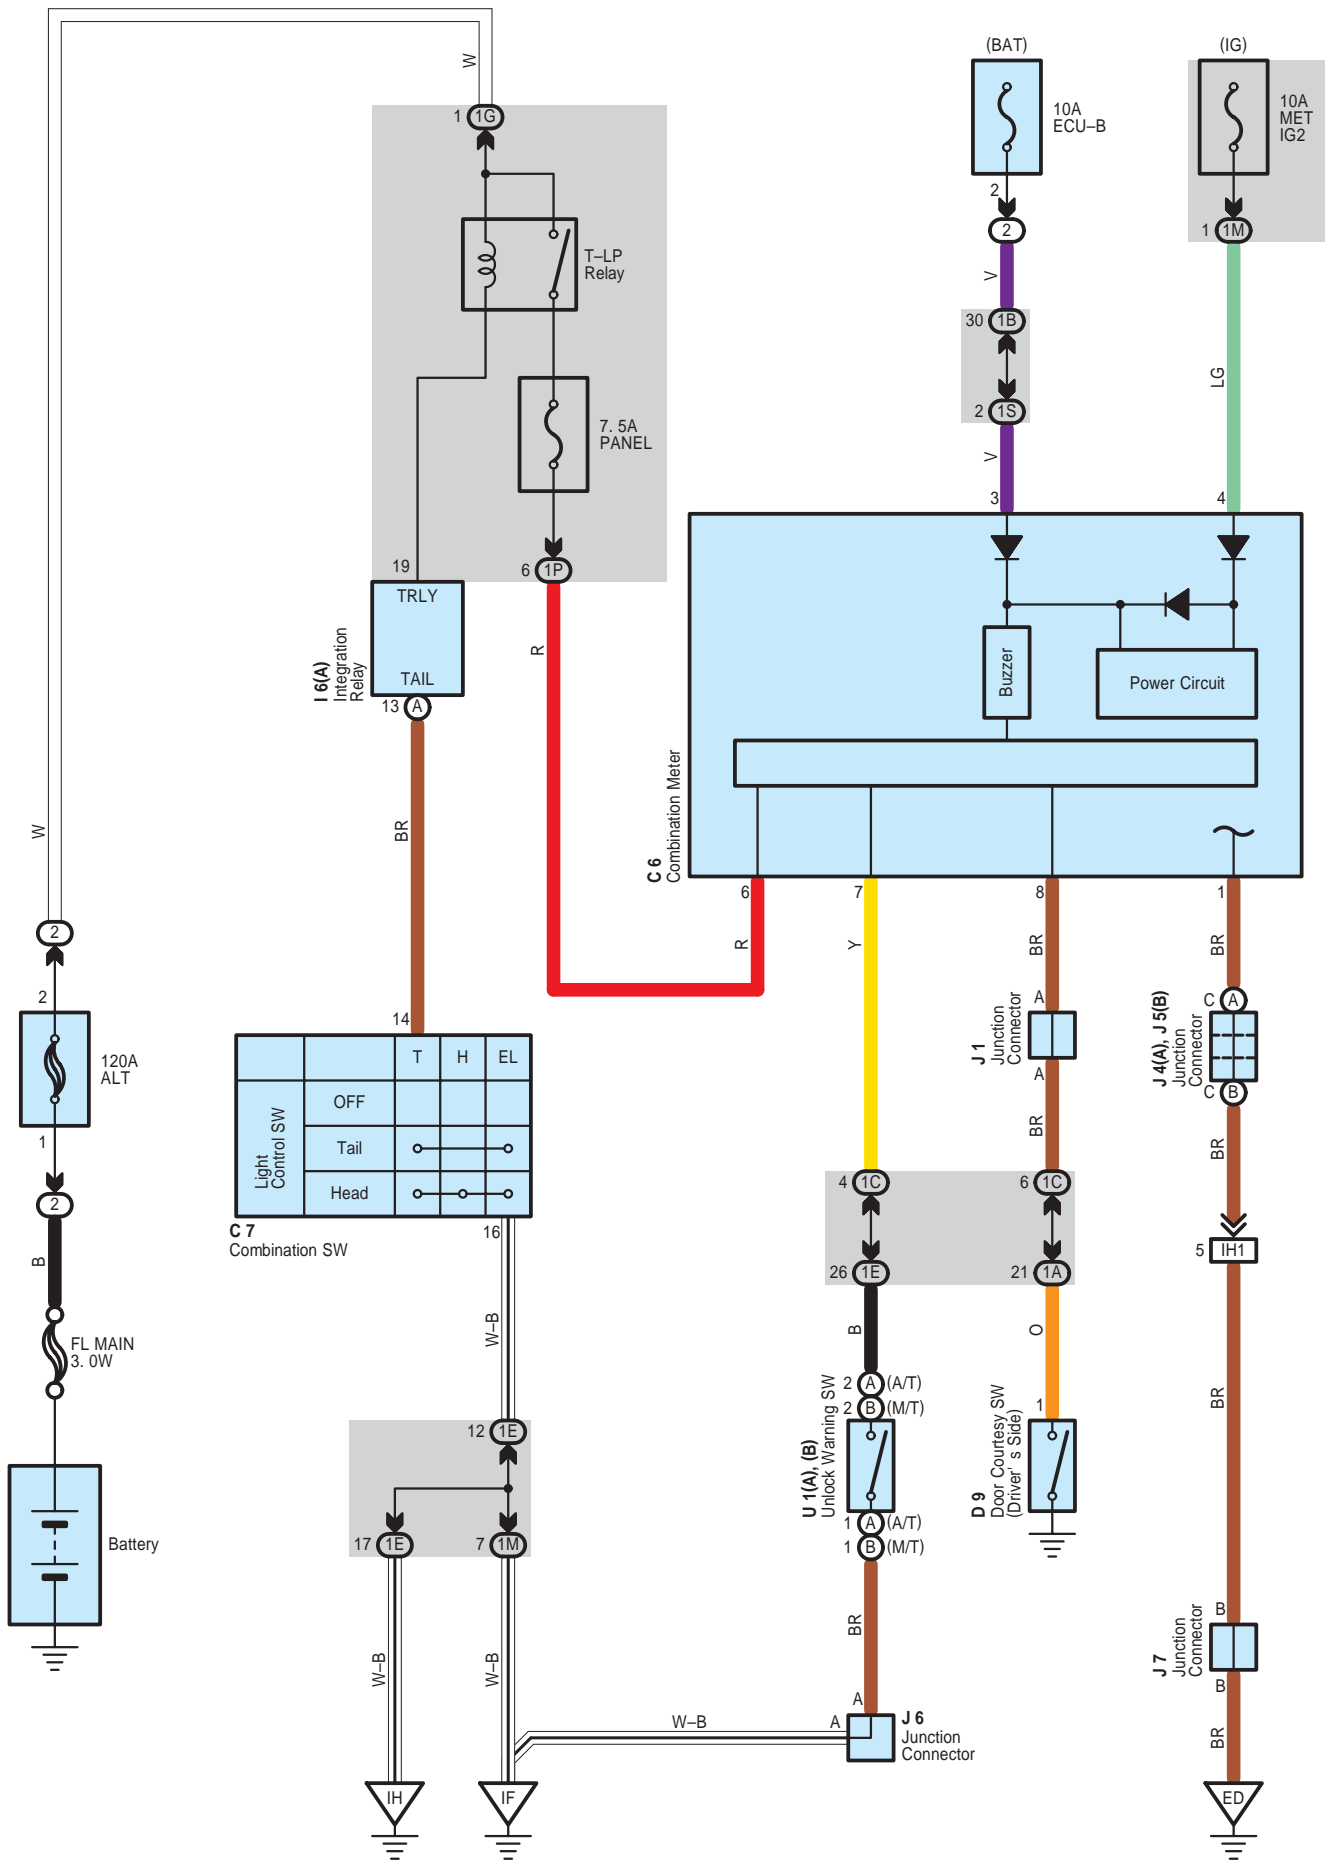 (BAT)
(IG)
W
10A
ECU–B
10A
MET
IG2
1 1G
2
2
1 1M
T–LP
Relay
V
30 1B
LG
2 1S
7. 5A
PANEL
V
3
4
19
6 1P
TRLY
TAIL
I 6(A)
Integration
Relay
13 A
R
Buzzer
Power Circuit
C 6
Combination Meter
W
BR
6
7
8
1
R
Y
BR
BR
2
2
120A
ALT
1
2
B
FL MAIN
3. 0W
Battery
14
T H EL
Light
Control SW
OFF
Tail
Head
C 7
Combination SW
16
W–B
12 1E
17 1E
7 1M
W–B
W–B
IH
IF
A
J 1
Junction
Connector
A
BR
C A
J 4(A), J 5(B)
Junction
Connector
C B
BR
4 1C
6 1C
26 1E
21 1A
5 IH1
B
O
2 A (A/T)
2 B (M/T)
U 1(A), (B)
Unlock Warning SW
1 A (A/T)
1 B (M/T)
1
D 9
Door Courtesy SW
(Driver' s Side)
BR
BR
A
W–B
A
J 6
Junction
Connector
B
J 7
Junction
Connector
B
BR
ED